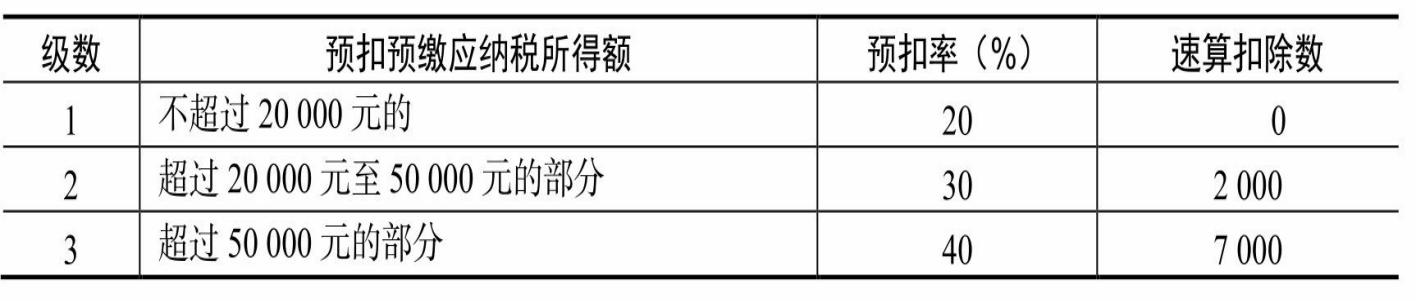 级数 预扣预缴应纳税所得额 预扣率（%） 速算扣除数
1 不超过 20 000 元的 20 0
2 超过 20 000 元至 50 000 元的部分 30 2 000
3 超过 50 000 元的部分 40 7 000